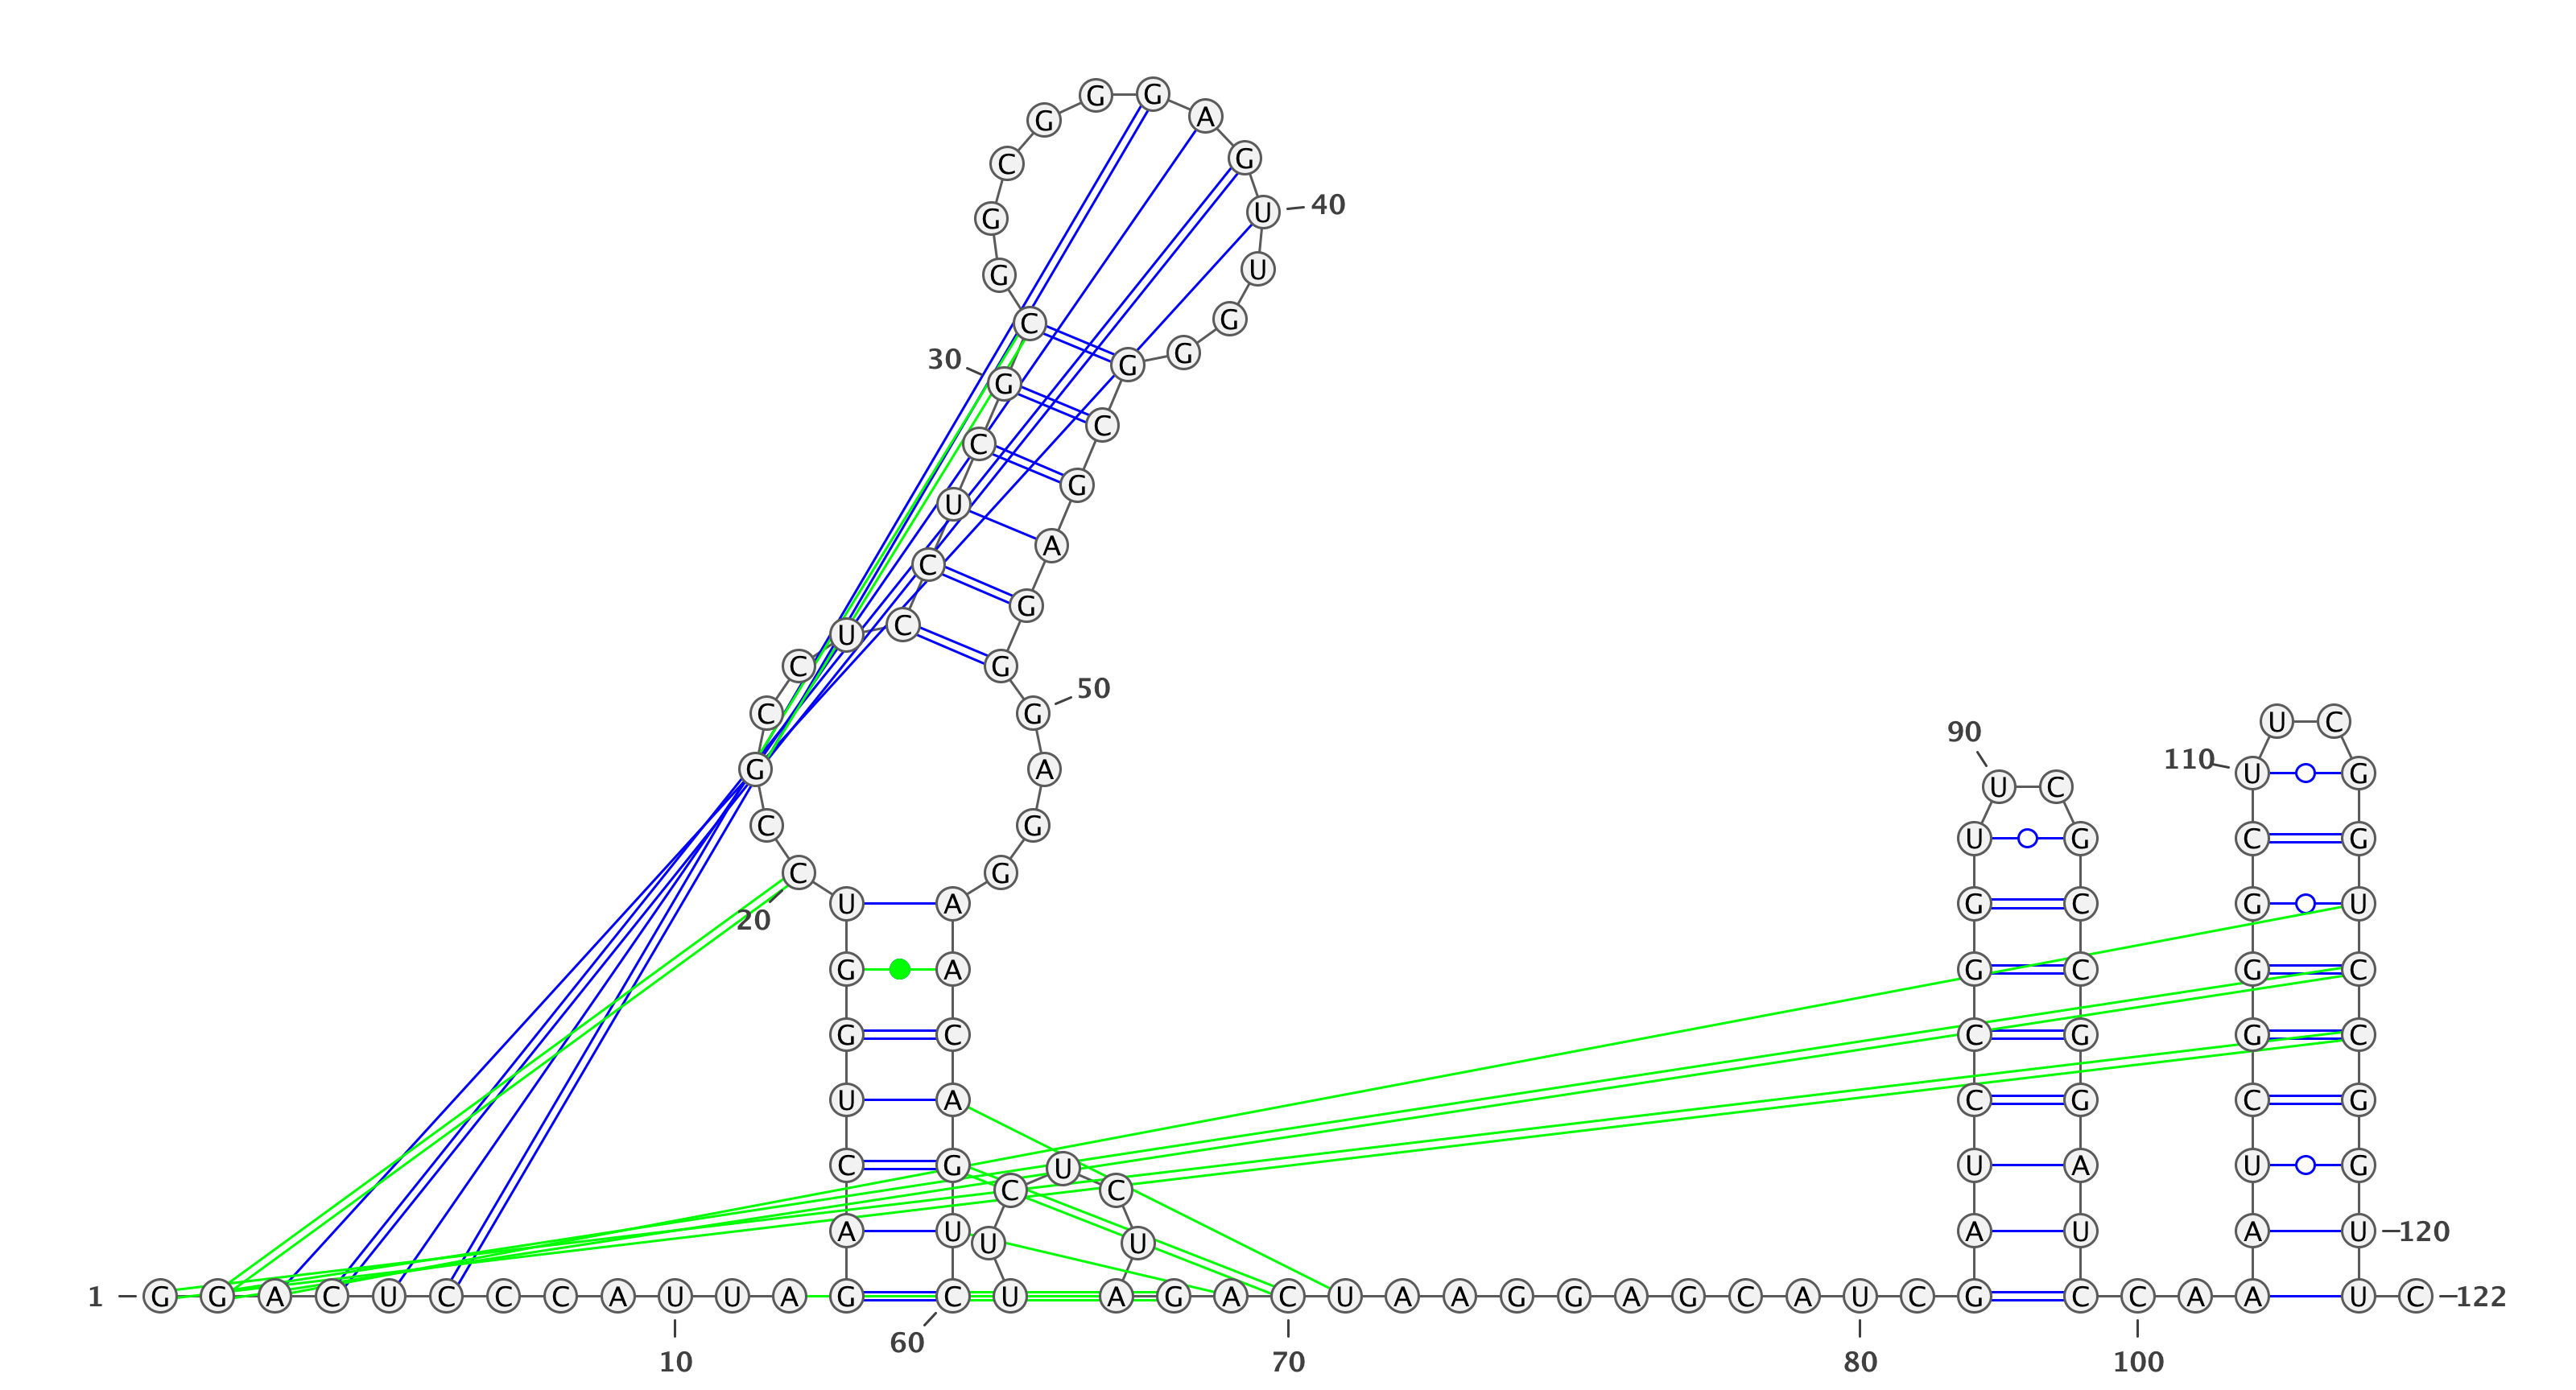 G G
G A
C G
G U 40
G U
C G
30 G G
G
C
C
G
U
A
C
G
C
U
C G
50
C G U C
90
G A 110 U G
U C
C G
U G C G
C G
U A G C G U
20
G A G C G C
G C C G G C
U A C G C G
C G U U A U G
C C
A U A U A U 120
U U
1 G G A C U C C C A U U A G C U A G A C U A A G G A G C A U C G C C A A U C 122
60
10 70 80 100